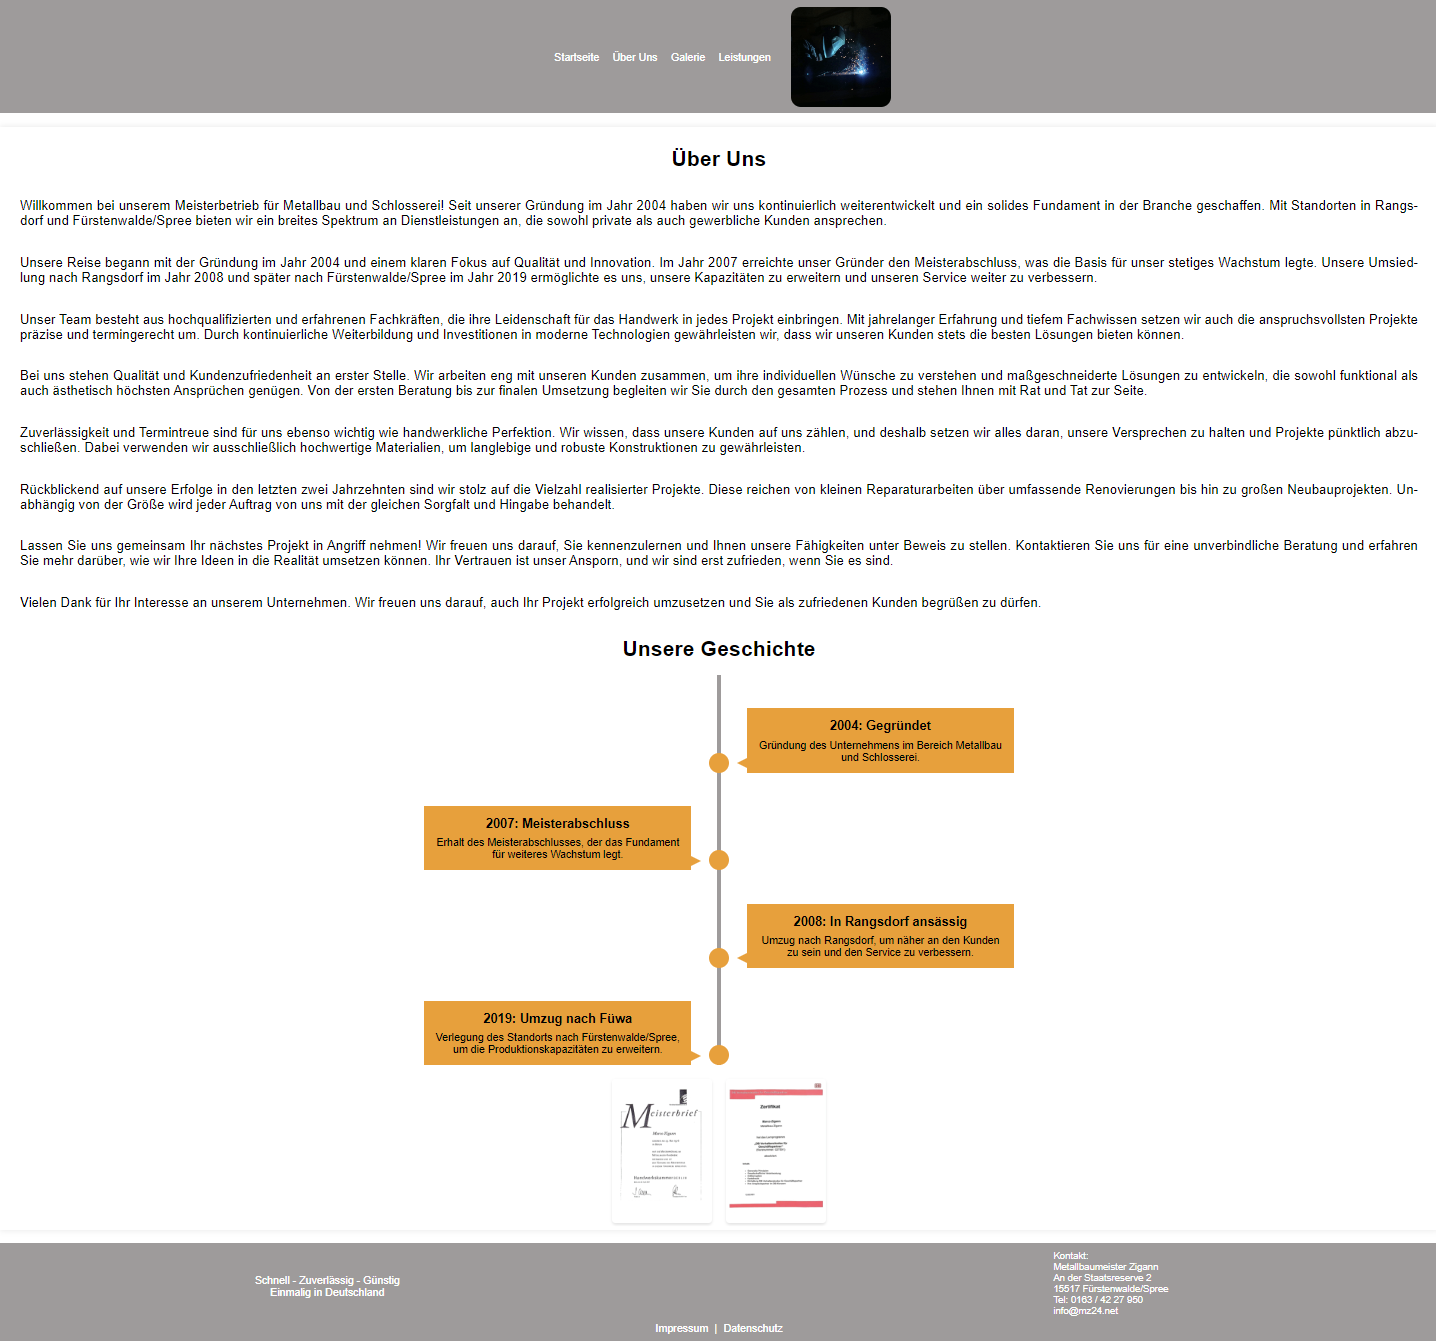 Startseite Über Uns Galerie Leistungen
Über Uns
Willkommen bei unserem Meisterbetrieb für Metallbau und Schlosserei! Seit unserer Gründung im Jahr 2004 haben wir uns kontinuierlich weiterentwickelt und ein solides Fundament in der Branche geschaffen. Mit Standorten in Rangs-
dorf und Fürstenwalde/Spree bieten wir ein breites Spektrum an Dienstleistungen an, die sowohl private als auch gewerbliche Kunden ansprechen.
Unsere Reise begann mit der Gründung im Jahr 2004 und einem klaren Fokus auf Qualität und Innovation. Im Jahr 2007 erreichte unser Gründer den Meisterabschluss, was die Basis für unser stetiges Wachstum legte. Unsere Umsied-
lung nach Rangsdorf im Jahr 2008 und später nach Fürstenwalde/Spree im Jahr 2019 ermöglichte es uns, unsere Kapazitäten zu erweitern und unseren Service weiter zu verbessern.
Unser Team besteht aus hochqualifizierten und erfahrenen Fachkräften, die ihre Leidenschaft für das Handwerk in jedes Projekt einbringen. Mit jahrelanger Erfahrung und tiefem Fachwissen setzen wir auch die anspruchsvollsten Projekte
präzise und termingerecht um. Durch kontinuierliche Weiterbildung und Investitionen in moderne Technologien gewährleisten wir, dass wir unseren Kunden stets die besten Lösungen bieten können.
Bei uns stehen Qualität und Kundenzufriedenheit an erster Stelle. Wir arbeiten eng mit unseren Kunden zusammen, um ihre individuellen Wünsche zu verstehen und maßgeschneiderte Lösungen zu entwickeln, die sowohl funktional als
auch ästhetisch höchsten Ansprüchen genügen. Von der ersten Beratung bis zur finalen Umsetzung begleiten wir Sie durch den gesamten Prozess und stehen Ihnen mit Rat und Tat zur Seite.
Zuverlässigkeit und Termintreue sind für uns ebenso wichtig wie handwerkliche Perfektion. Wir wissen, dass unsere Kunden auf uns zählen, und deshalb setzen wir alles daran, unsere Versprechen zu halten und Projekte pünktlich abzu-
schließen. Dabei verwenden wir ausschließlich hochwertige Materialien, um langlebige und robuste Konstruktionen zu gewährleisten.
Rückblickend auf unsere Erfolge in den letzten zwei Jahrzehnten sind wir stolz auf die Vielzahl realisierter Projekte. Diese reichen von kleinen Reparaturarbeiten über umfassende Renovierungen bis hin zu großen Neubauprojekten. Un-
abhängig von der Größe wird jeder Auftrag von uns mit der gleichen Sorgfalt und Hingabe behandelt.
Lassen Sie uns gemeinsam Ihr nächstes Projekt in Angriff nehmen! Wir freuen uns darauf, Sie kennenzulernen und Ihnen unsere Fähigkeiten unter Beweis zu stellen. Kontaktieren Sie uns für eine unverbindliche Beratung und erfahren
Sie mehr darüber, wie wir Ihre Ideen in die Realität umsetzen können. Ihr Vertrauen ist unser Ansporn, und wir sind erst zufrieden, wenn Sie es sind.
Vielen Dank für Ihr Interesse an unserem Unternehmen. Wir freuen uns darauf, auch Ihr Projekt erfolgreich umzusetzen und Sie als zufriedenen Kunden begrüßen zu dürfen.
Unsere Geschichte
2004: Gegründet
Gründung des Unternehmens im Bereich Metallbau
und Schlosserei.
2007: Meisterabschluss
Erhalt des Meisterabschlusses, der das Fundament
für weiteres Wachstum legt.
2008: In Rangsdorf ansässig
Umzug nach Rangsdorf, um näher an den Kunden
zu sein und den Service zu verbessern.
2019: Umzug nach Füwa
Verlegung des Standorts nach Fürstenwalde/Spree,
um die Produktionskapazitäten zu erweitern.
Meisterbrief
Zertifikat
Schnell - Zuverlässig - Günstig
Einmalig in Deutschland
Kontakt:
Metallbaumeister Zigann
An der Staatsreserve 2
15517 Fürstenwalde/Spree
Tel: 0163 / 42 27 950
info@mz24.net
Impressum | Datenschutz